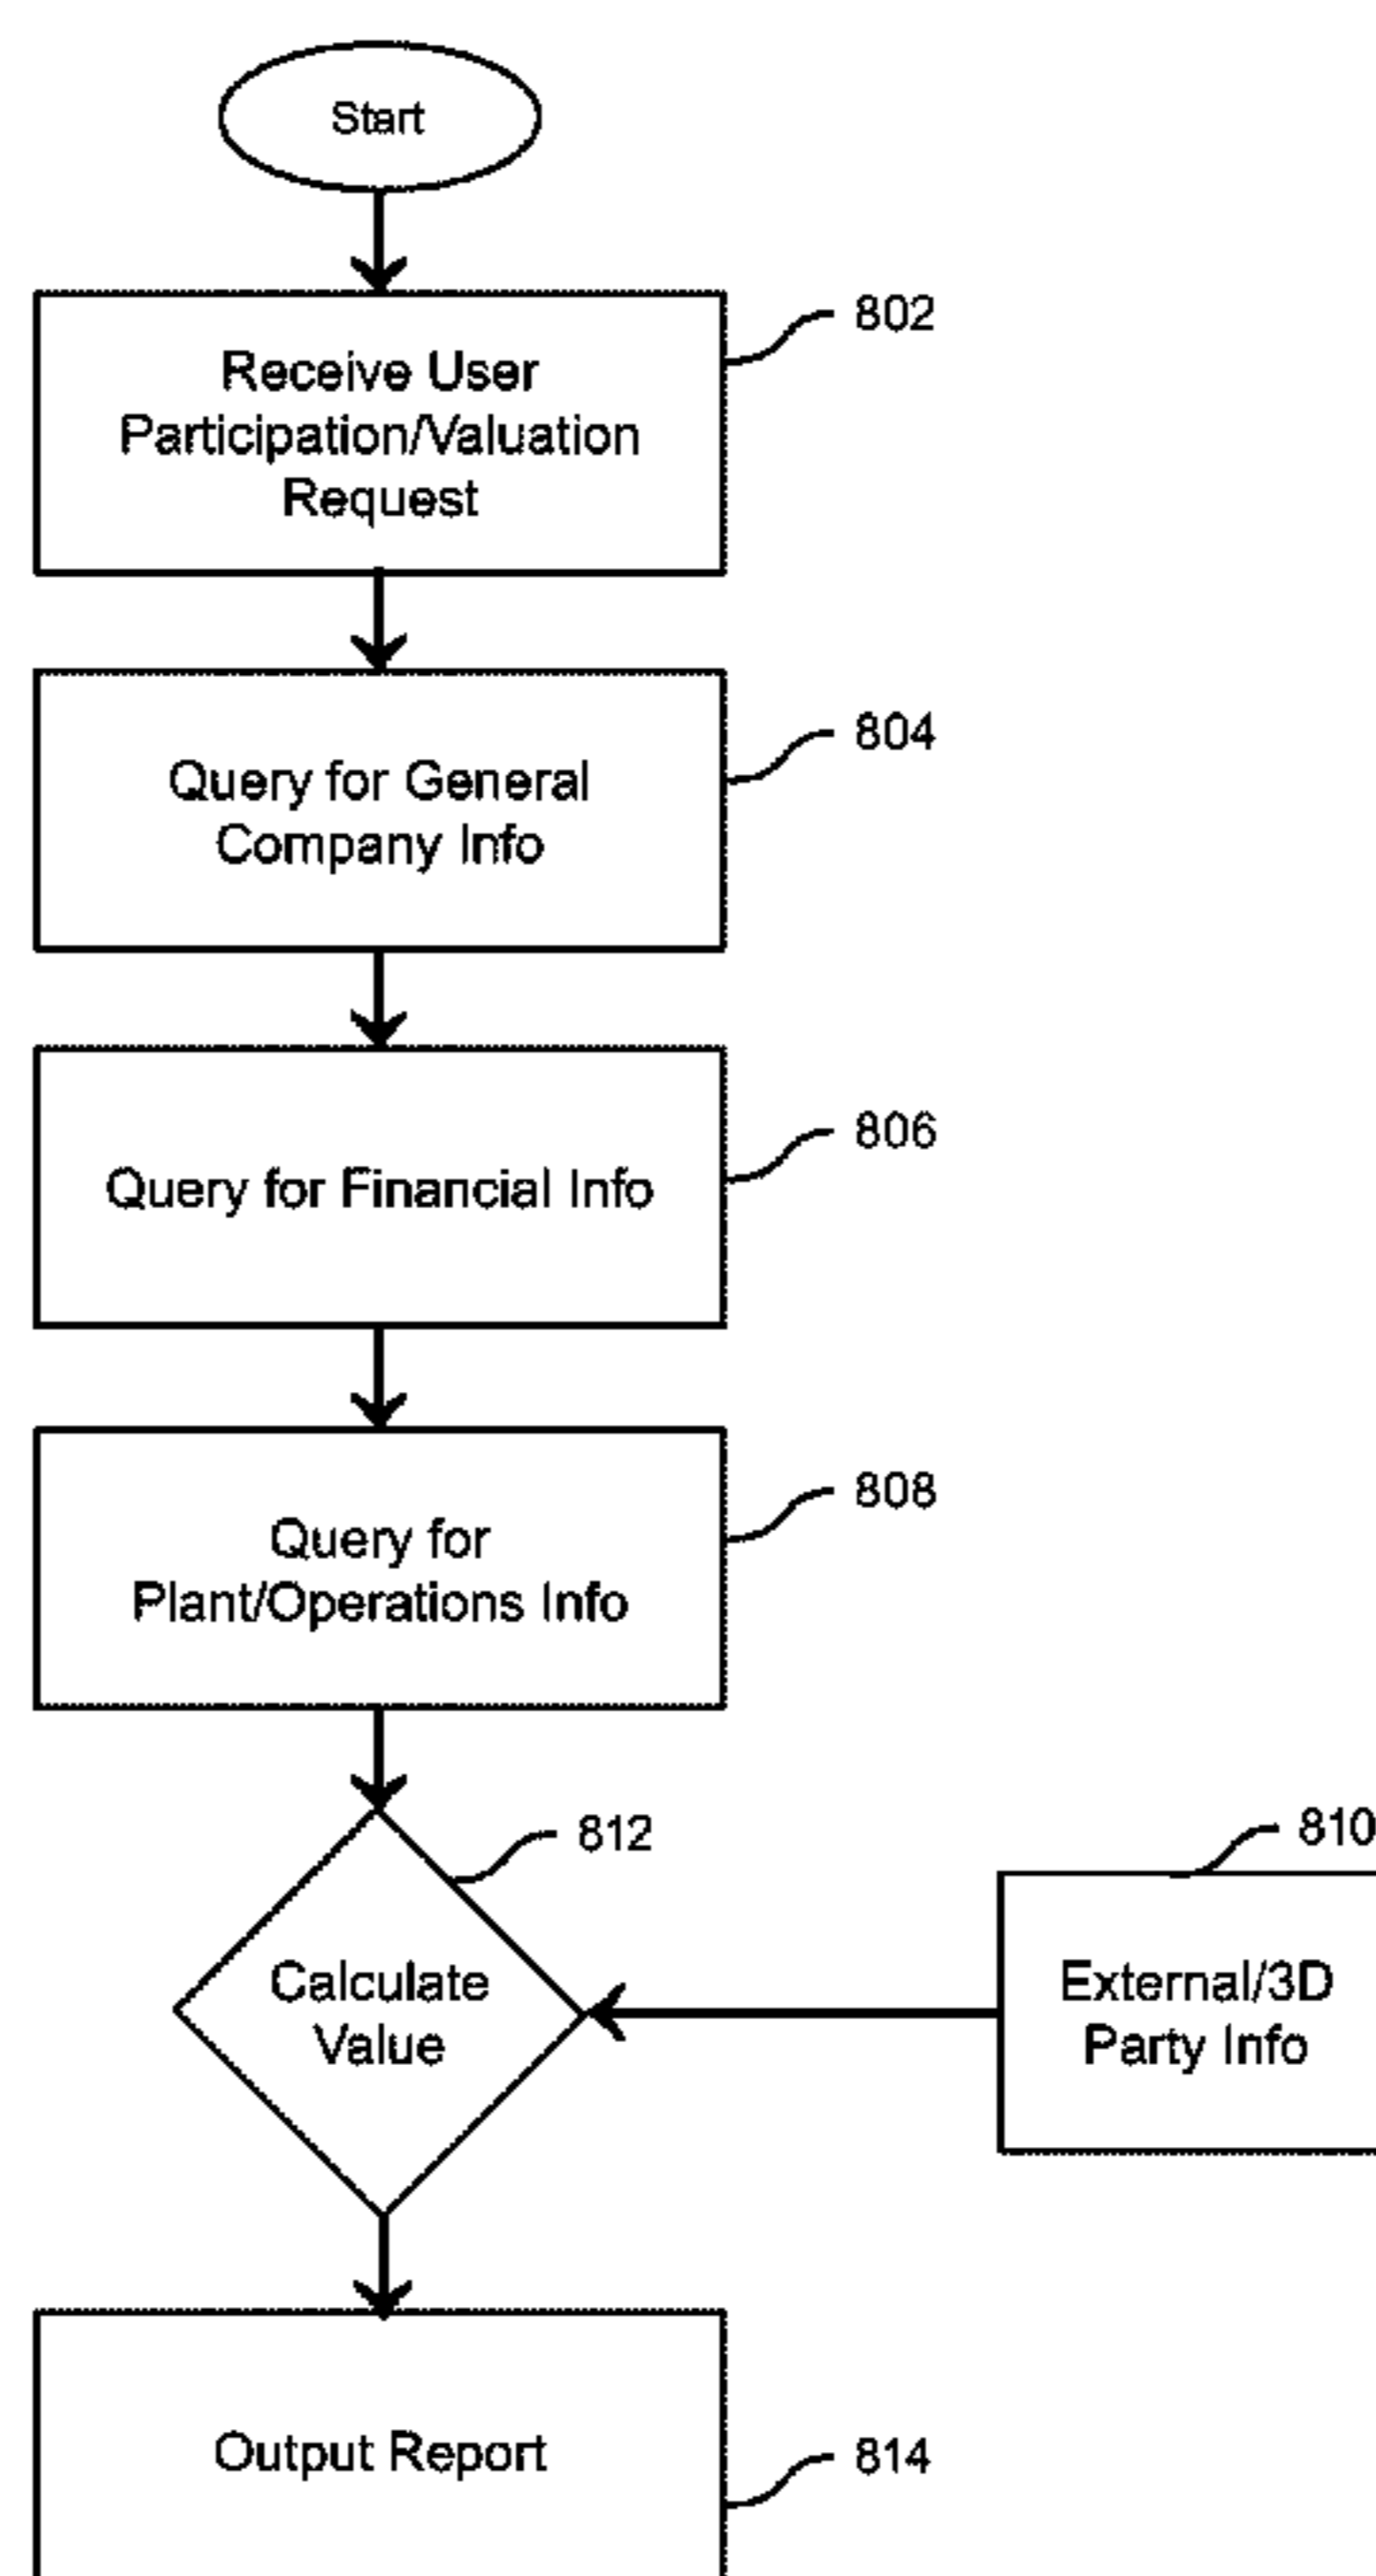 Start
802
Receive User
Participation/Valuation
Request
804
Query for General
Company Info
806
Query for Financial Info
808
Query for
Plant/Operations Info
812
810
Calculate
Value
External/3D
Party Info
Output Report
814